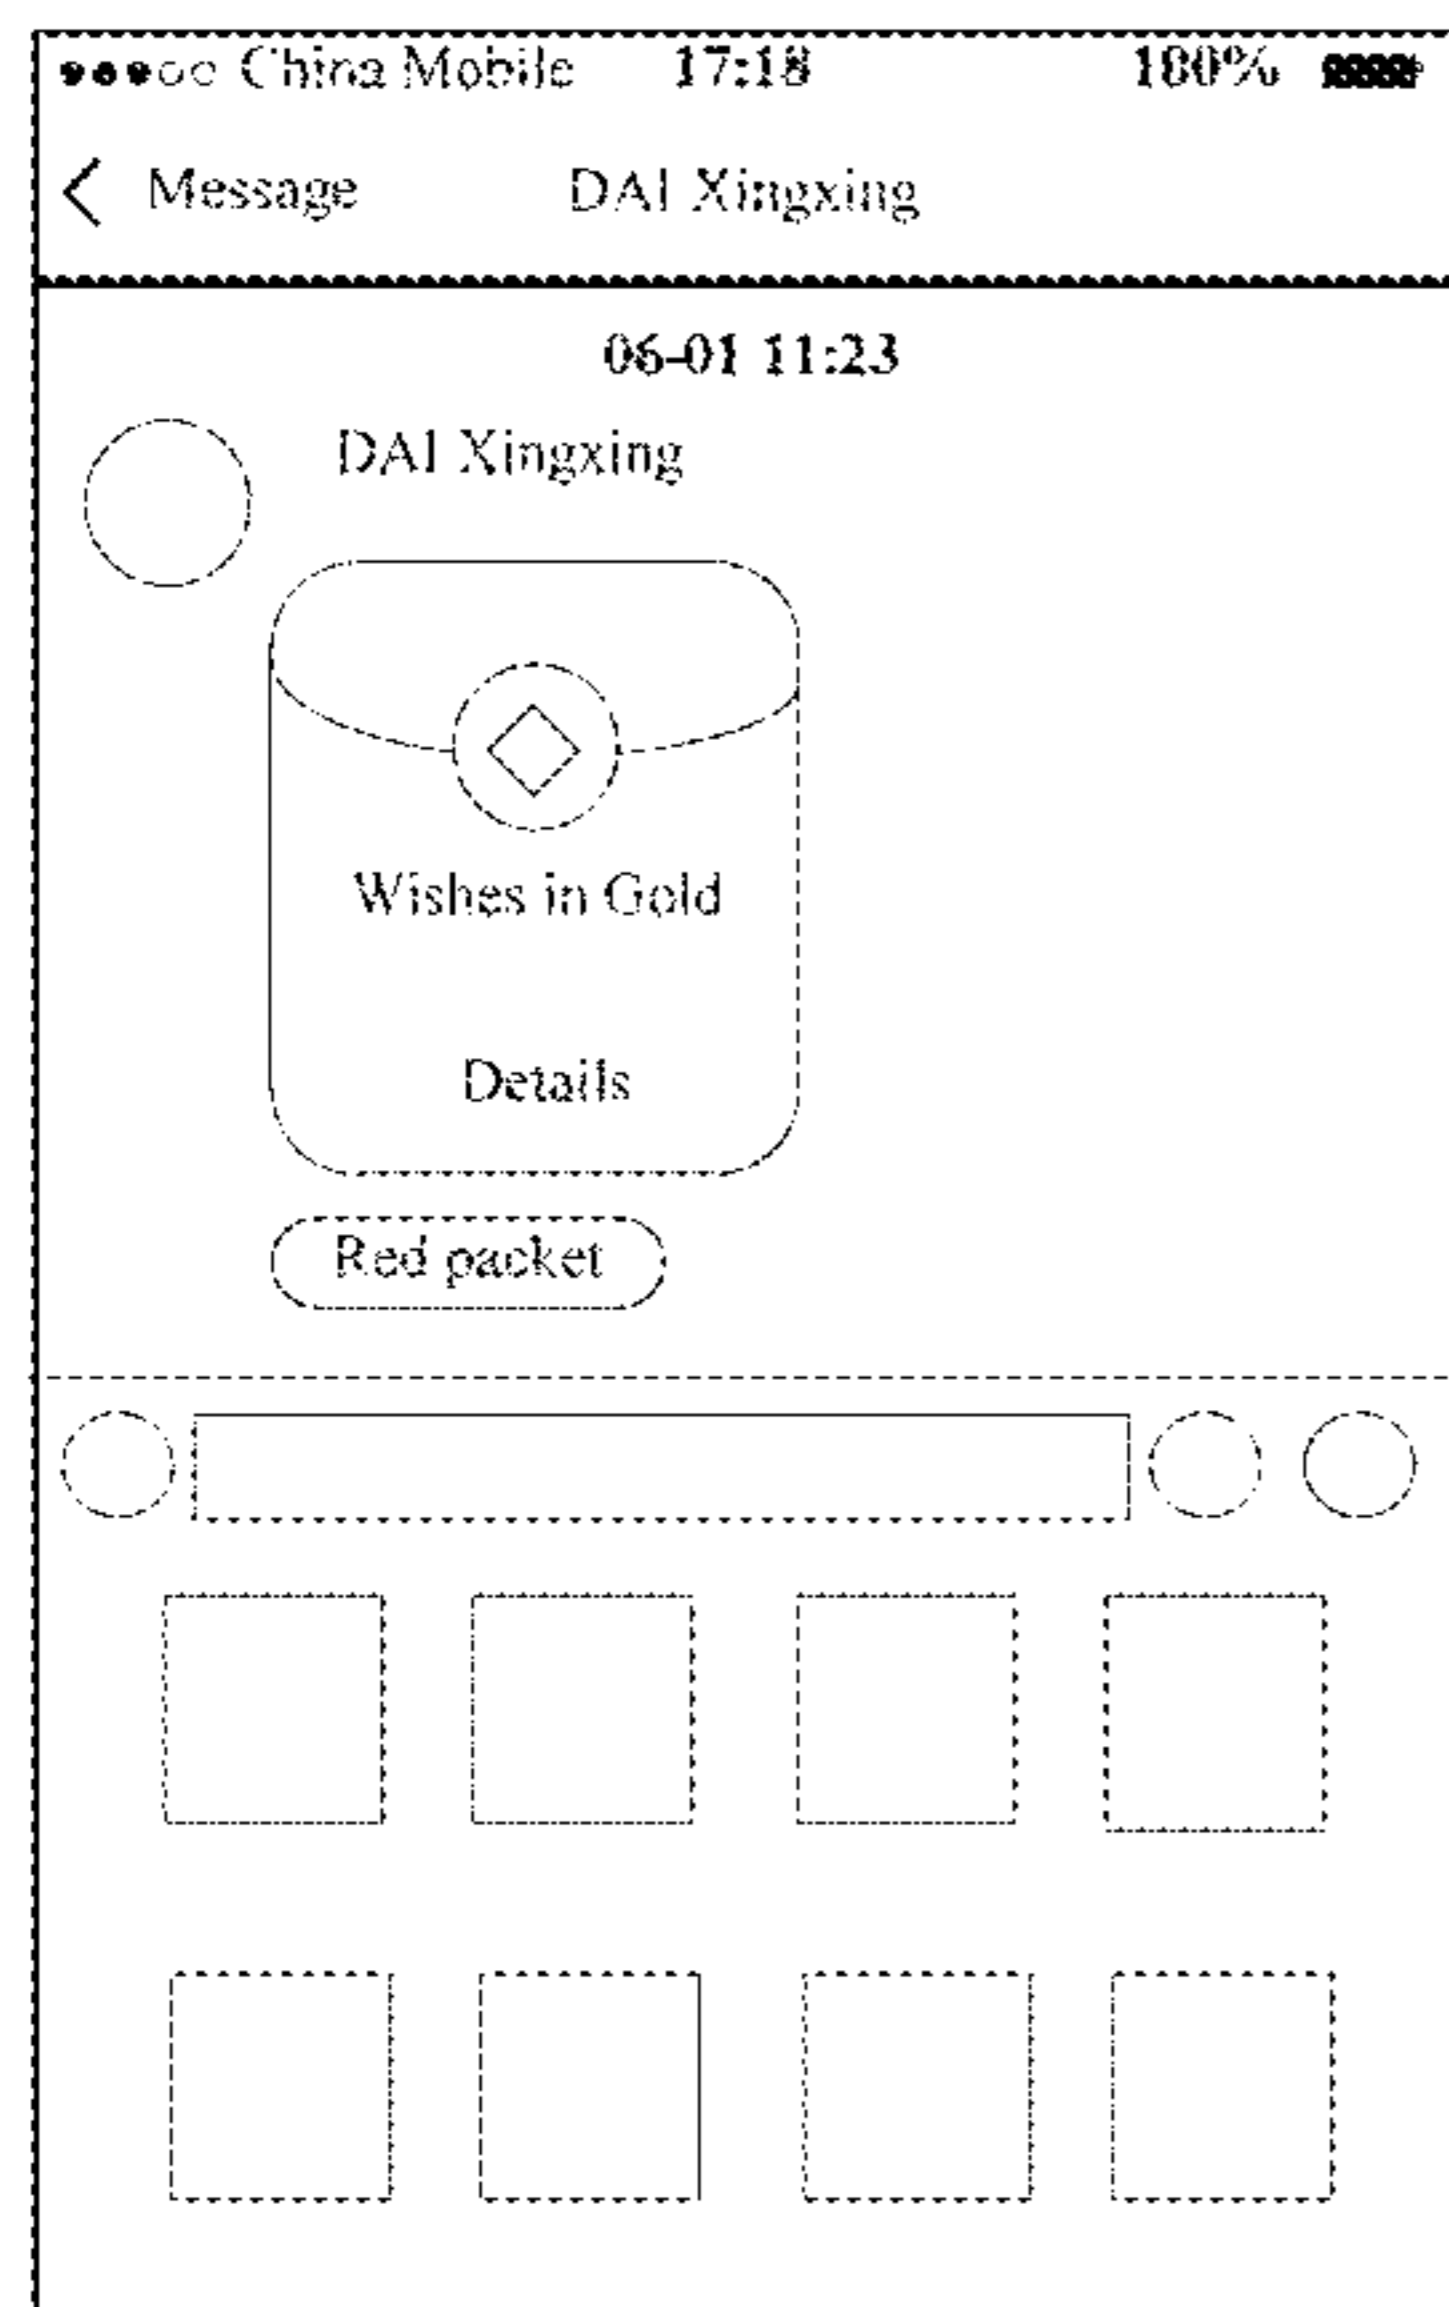 China Mobile 17:18 100%
Message DAI Xingxing
06-01 11:23
DAI Xingxing
Wishes in Gold
Details
Red packet